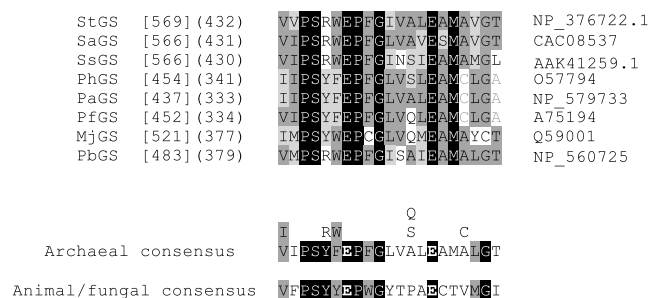 StGS [569](432) VVPSRWEPFGIVALEAMAVGT NP_376722.1
SaGS [566](431) VIPSRWEPFGLVAVESMAVGT CAC08537
SsGS [566](430) VIPSRWEPFGINSIEAMAMGL AAK41259.1
PhGS [454](341) IIPSYFEPFGLVSLEAMCLGA O57794
PaGS [437](333) IIPSYFEPFGLVALEAMCLGA NP_579733
PfGS [452](334) VIPSYFEPFGLVQLEAMCLGA A75194
MjGS [521](377) IMPSYWEPCGLVQMEAMAYCT Q59001
PbGS [483](379) VMPSRWEPFGISAIEAMALGT NP_560725
Q
I RW S C
Archaeal consensus VIPSYFEPFGLVALEAMALGT
Animal/fungal consensus VFPSYYEPWGYTPAECTVMGI